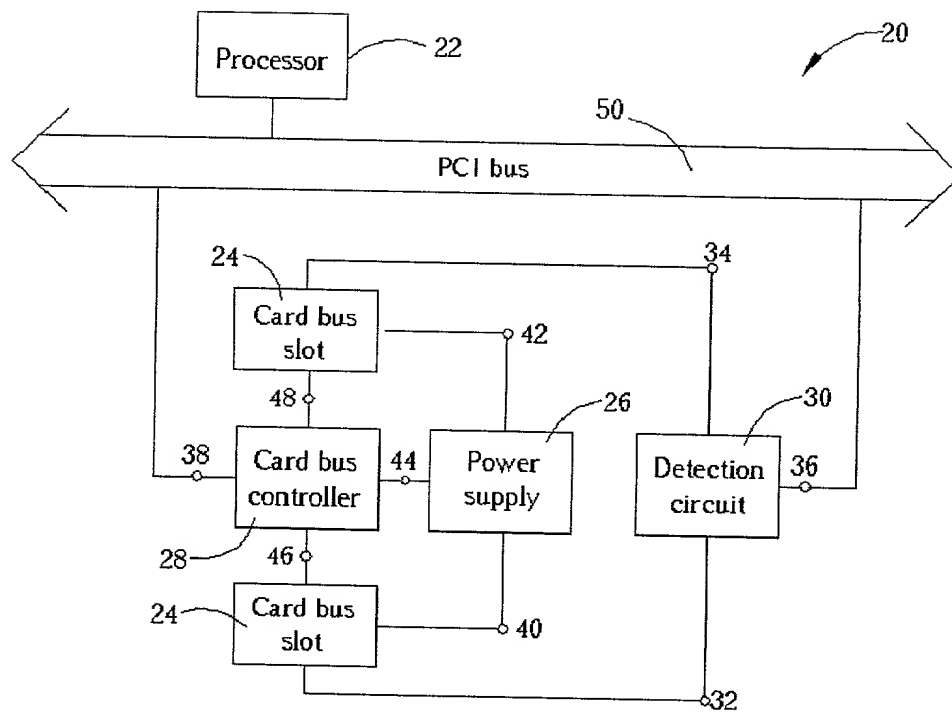 Processor
22
20
50
PCI bus
34
24
Card bus
slot
42
48
26
30
38
Card bus
controller
44
Power
supply
Detection
circuit
36
28
46
24
Card bus
slot
40
32